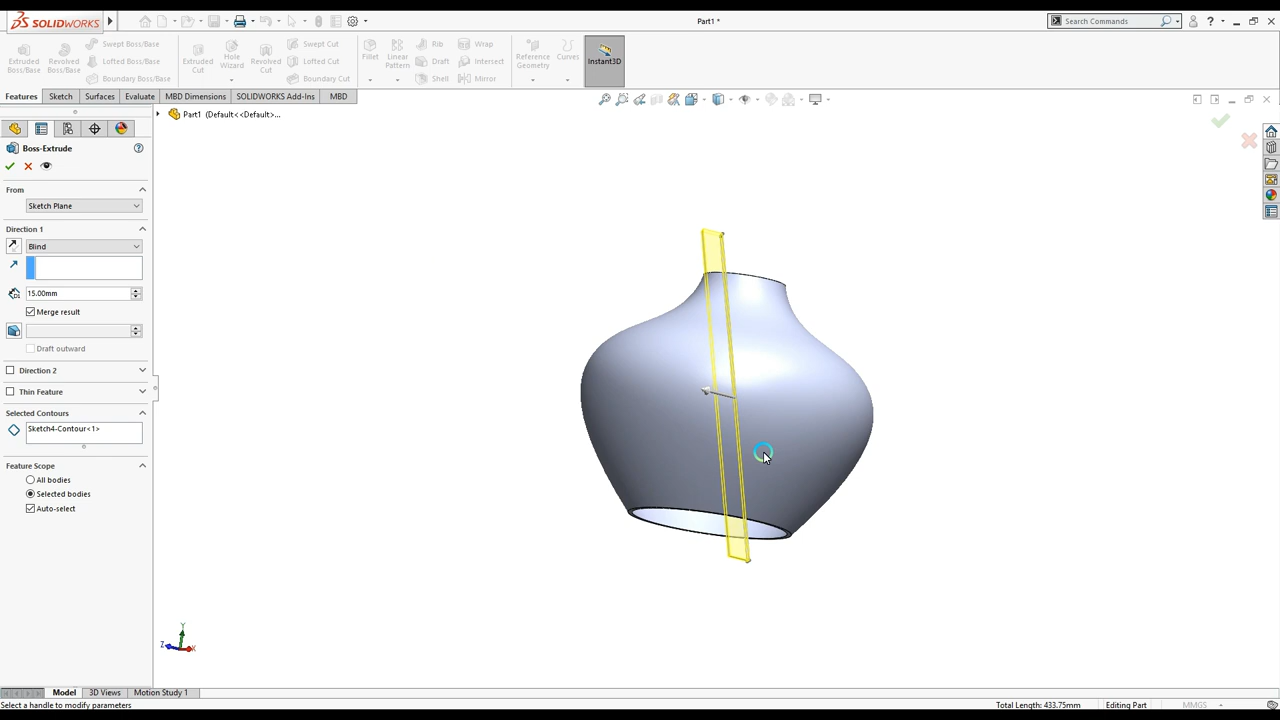 SOLIDWORKS
Part1 *
Search Commands
Extruded Boss/Base
Revolved Boss/Base
Swept Boss/Base
Lofted Boss/Base
Boundary Boss/Base
Extruded Cut
Hole Wizard
Revolved Cut
Swept Cut
Lofted Cut
Boundary Cut
Fillet
Linear Pattern
Rib
Draft
Shell
Wrap
Intersect
Mirror
Reference Geometry
Curves
Instant3D
Features
Sketch
Surfaces
Evaluate
MBD Dimensions
SOLIDWORKS Add-Ins
MBD
Part1 (Default<<Default>...
Boss-Extrude
From
Sketch Plane
Direction 1
Blind
15.00mm
Merge result
Draft outward
Direction 2
Thin Feature
Selected Contours
Sketch4-Contour<1>
Feature Scope
All bodies
Selected bodies
Auto-select
Y
Z
X
Model
3D Views
Motion Study 1
Select a handle to modify parameters
Total Length: 433.75mm
Editing Part
MMGS